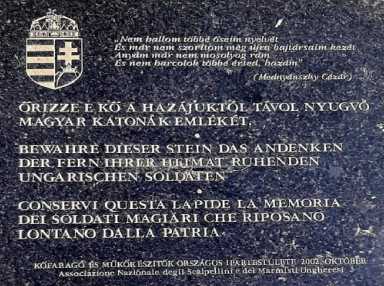 „Nem hallom többé őseim nyelvét
És már nem szorítom meg újra bajtársaim kezét
Anyám már nem mosolyog rám
És nem harcolok többé érted, hazám”
(Mednyánszky Cézár)
ŐRIZZE E KŐ A HAZÁJUKTÓL TÁVOL NYUGVÓ
MAGYAR KATONÁK EMLÉKÉT.
BEWAHRE DIESER STEIN DAS ANDENKEN
DER FERN IHRER HEIMAT RUHENDEN
UNGARISCHEN SOLDATEN
CONSERVI QUESTA LAPIDE LA MEMORIA
DEI SOLDATI MAGIARI CHE RIPOSANO
LONTANO DALLA PATRIA
KŐFARAGÓ ÉS MŰKŐKÉSZÍTŐK ORSZÁGOS IPARTESTÜLETE 2002. OKTÓBER
Associazione Nazionale degli Scalpellini e dei Marmisti Ungheresi